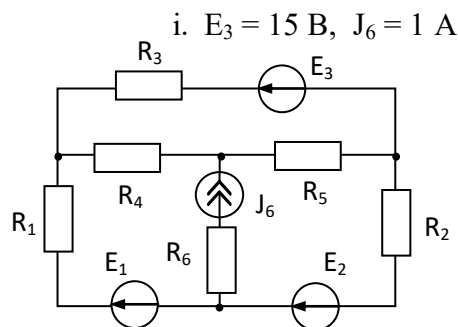 i. E₃ = 15 В, J₆ = 1 А
R₃
E₃
R₄
R₅
J₆
R₁
R₂
E₁
R₆
E₂